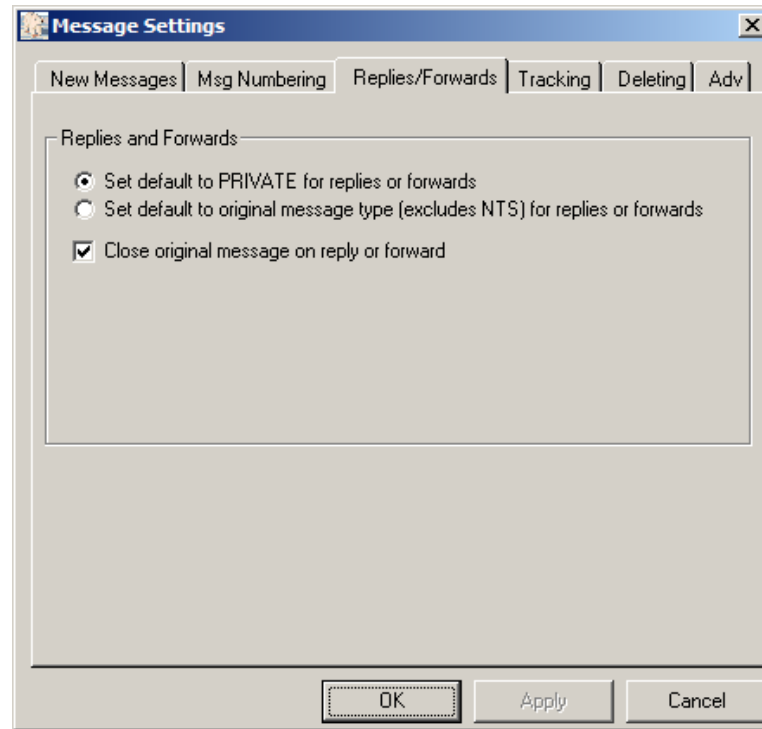 Message Settings
New Messages Msg Numbering Replies/Forwards Tracking Deleting Adv
Replies and Forwards
Set default to PRIVATE for replies or forwards
Set default to original message type (excludes NTS) for replies or forwards
Close original message on reply or forward
OK Apply Cancel